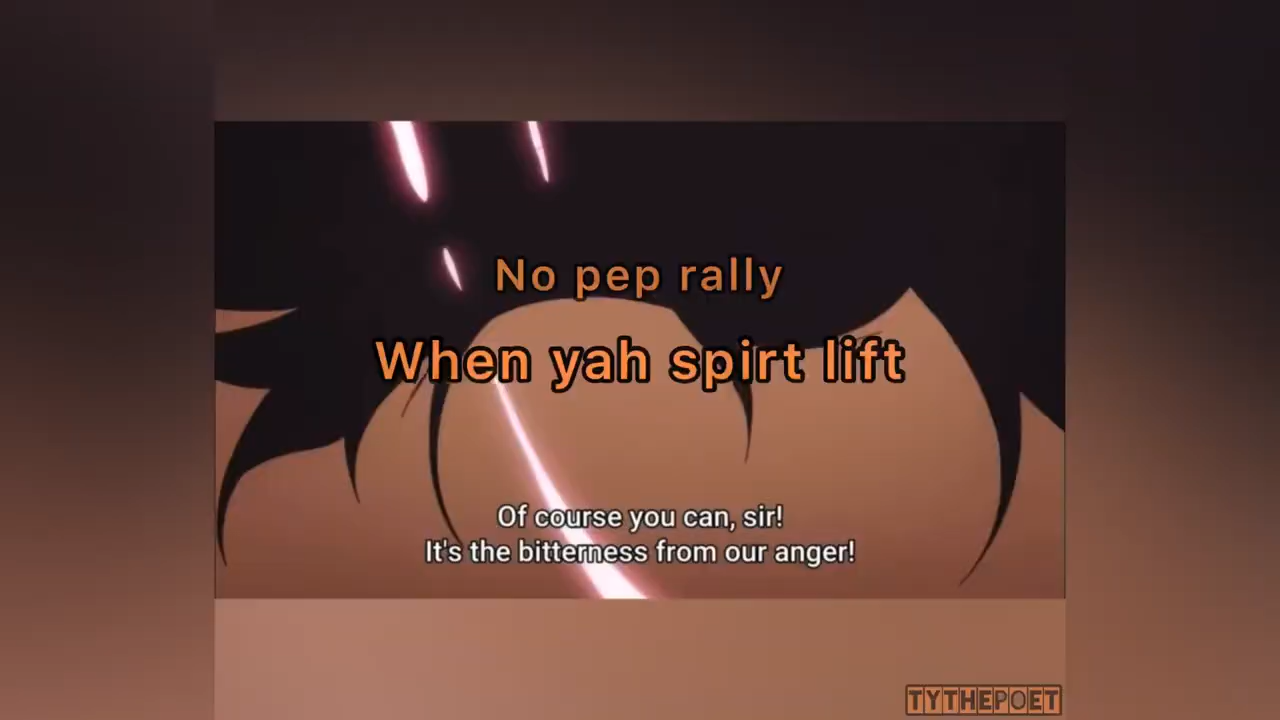 No pep rally
When yah spirt lift
Of course you can, sir!
It's the bitterness from our anger!
TYTHEPOET